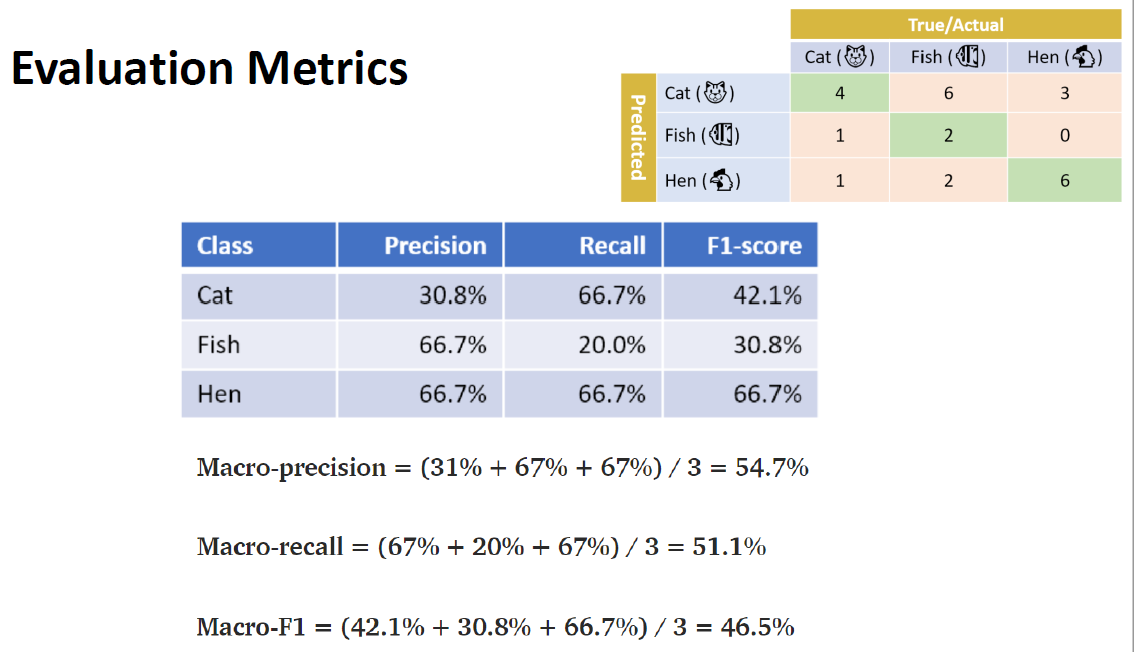 Evaluation Metrics
True/Actual
Cat (🐱) Fish (🐠) Hen (🐔)
Predicted
Cat (🐱) 4 6 3
Fish (🐠) 1 2 0
Hen (🐔) 1 2 6
Class Precision Recall F1-score
Cat 30.8% 66.7% 42.1%
Fish 66.7% 20.0% 30.8%
Hen 66.7% 66.7% 66.7%
Macro-precision = (31% + 67% + 67%) / 3 = 54.7%
Macro-recall = (67% + 20% + 67%) / 3 = 51.1%
Macro-F1 = (42.1% + 30.8% + 66.7%) / 3 = 46.5%